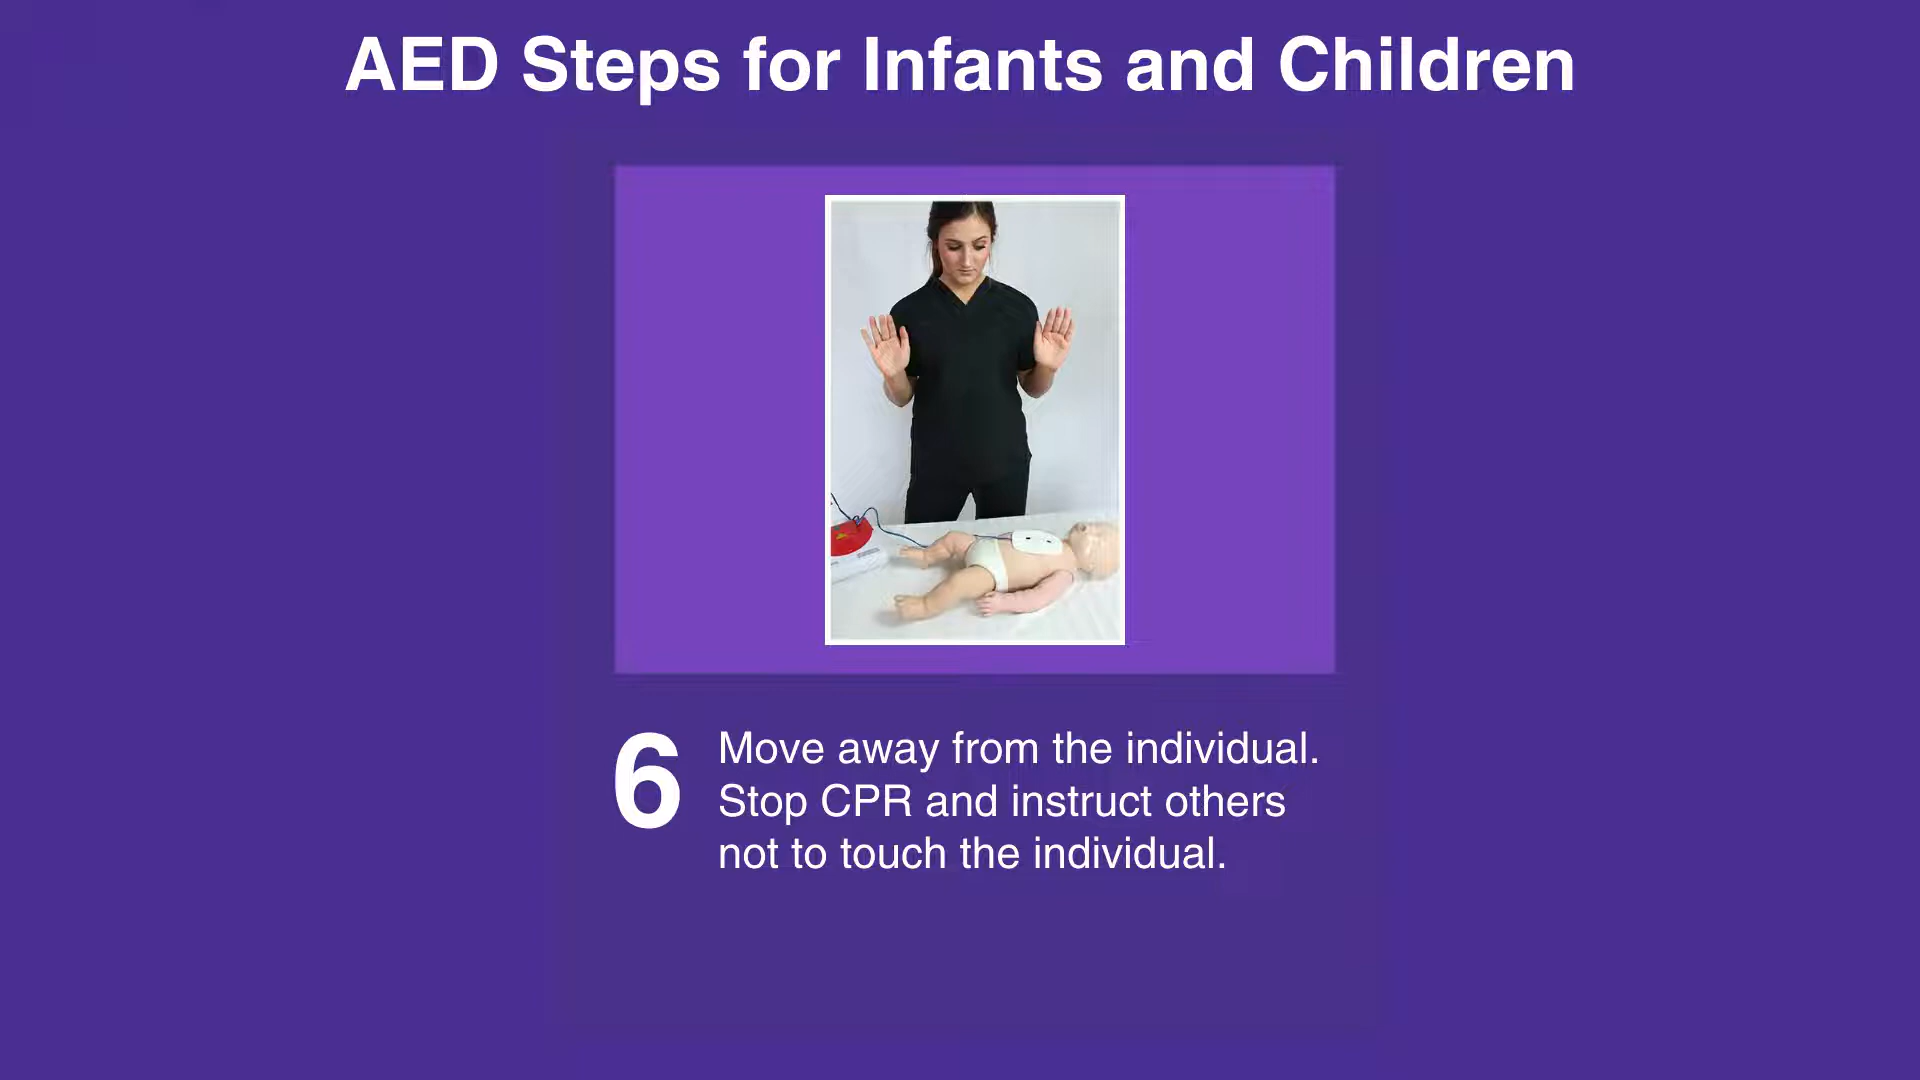 AED Steps for Infants and Children
6
Move away from the individual.
Stop CPR and instruct others
not to touch the individual.